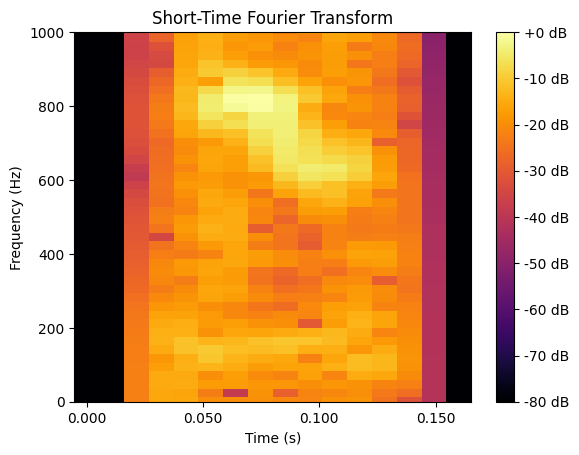 Short-Time Fourier Transform
1000
800
600
400
200
0
Frequency (Hz)
0.000
0.050
0.100
0.150
Time (s)
+0 dB
-10 dB
-20 dB
-30 dB
-40 dB
-50 dB
-60 dB
-70 dB
-80 dB